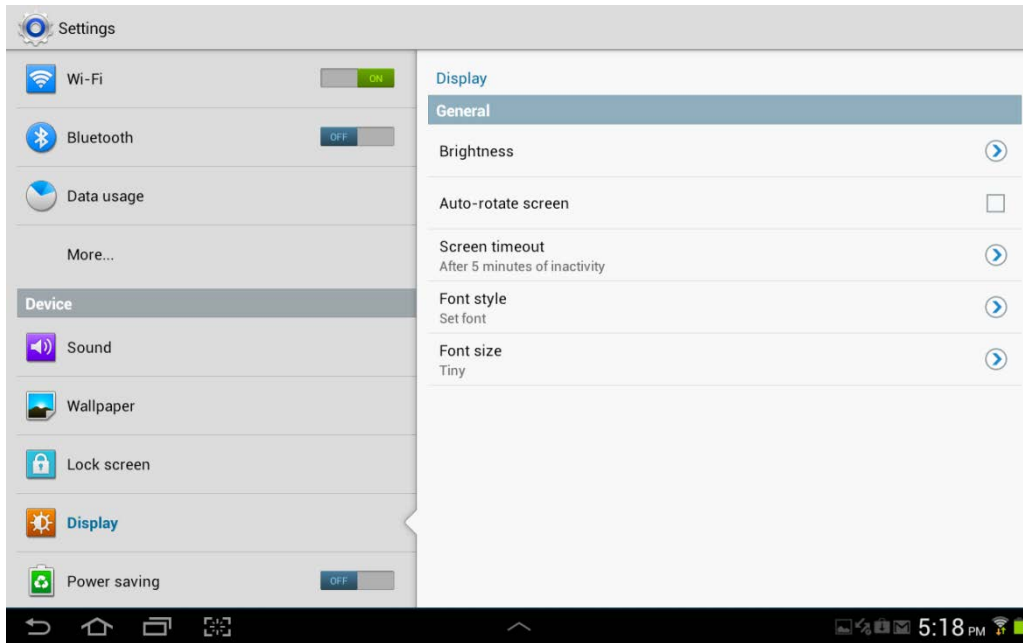 Settings
Wi-Fi
ON
Bluetooth
OFF
Data usage
More...
Device
Sound
Wallpaper
Lock screen
Display
Power saving
OFF
Display
General
Brightness
Auto-rotate screen
Screen timeout
After 5 minutes of inactivity
Font style
Set font
Font size
Tiny
5:18 PM